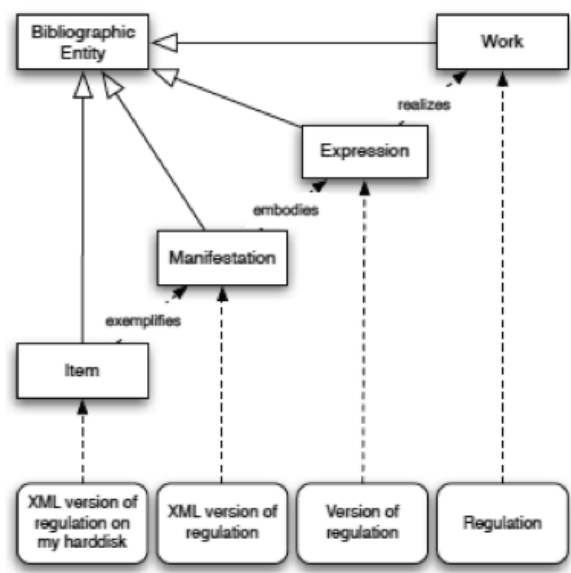 Bibliographic
Entity
Work
realizes
Expression
embodies
Manifestation
exemplifies
Item
XML version of
regulation on
my harddisk
XML version of
regulation
Version of
regulation
Regulation